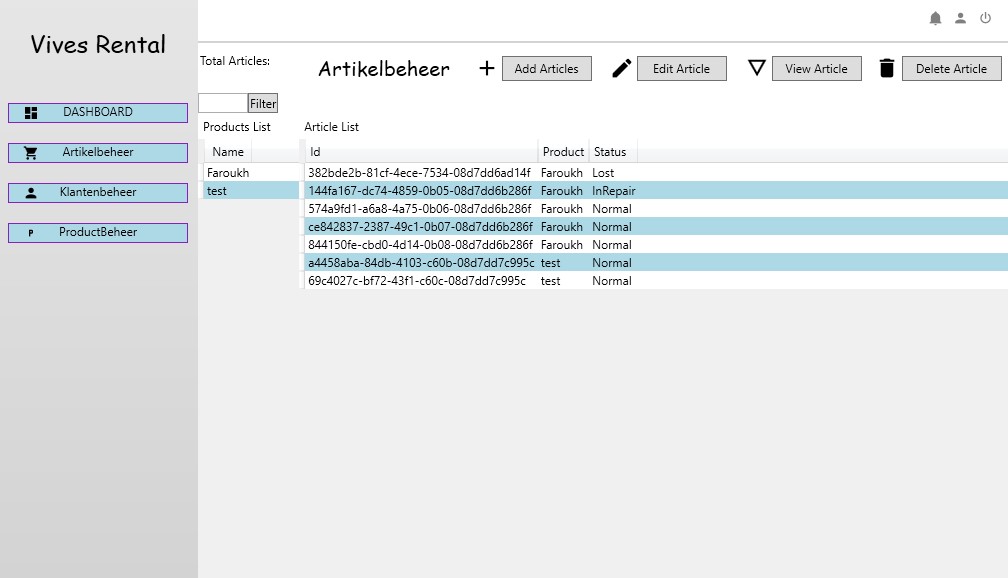 Vives Rental
DASHBOARD
Artikelbeheer
Klantenbeheer
P ProductBeheer
Total Articles:
Artikelbeheer
Add Articles
Edit Article
View Article
Delete Article
Filter
Products List
Article List
Name
Id Product Status
Faroukh
test
382bde2b-81cf-4ece-7534-08d7dd6ad14f Faroukh Lost
144fa167-dc74-4859-0b05-08d7dd6b286f Faroukh InRepair
574a9fd1-a6a8-4a75-0b06-08d7dd6b286f Faroukh Normal
ce842837-2387-49c1-0b07-08d7dd6b286f Faroukh Normal
844150fe-cbd0-4d14-0b08-08d7dd6b286f Faroukh Normal
a4458aba-84db-4103-c60b-08d7dd7c995c test Normal
69c4027c-bf72-43f1-c60c-08d7dd7c995c test Normal